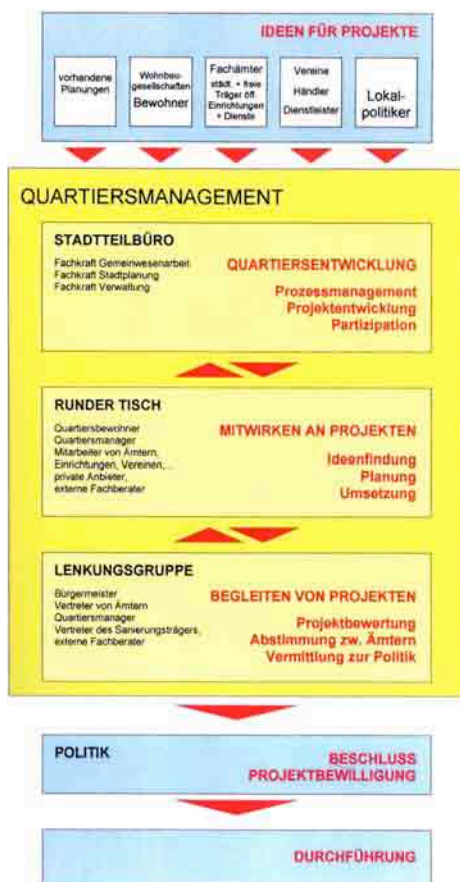 IDEEN FÜR PROJEKTE
vorhandene
Planungen
Wohnbau-
gesellschaften
Bewohner
Fachämter
städt. + freie
Träger öff.
Einrichtungen
+ Dienste
Vereine
Händler
Dienstleister
Lokal-
politiker
QUARTIERSMANAGEMENT
STADTTEILBÜRO
Fachkraft Gemeinwesenarbeit
Fachkraft Stadtplanung
Fachkraft Verwaltung
QUARTIERSENTWICKLUNG
Prozessmanagement
Projektentwicklung
Partizipation
RUNDER TISCH
Quartiersbewohner
Quartiersmanager
Mitarbeiter von Ämtern,
Einrichtungen, Vereinen,...
private Anbieter,
externe Fachberater
MITWIRKEN AN PROJEKTEN
Ideenfindung
Planung
Umsetzung
LENKUNGSGRUPPE
Bürgermeister
Vertreter von Ämtern
Quartiersmanager
Vertreter des Sanierungsträgers,
externe Fachberater
BEGLEITEN VON PROJEKTEN
Projektbewertung
Abstimmung zw. Ämtern
Vermittlung zur Politik
POLITIK
BESCHLUSS
PROJEKTBEWILLIGUNG
DURCHFÜHRUNG